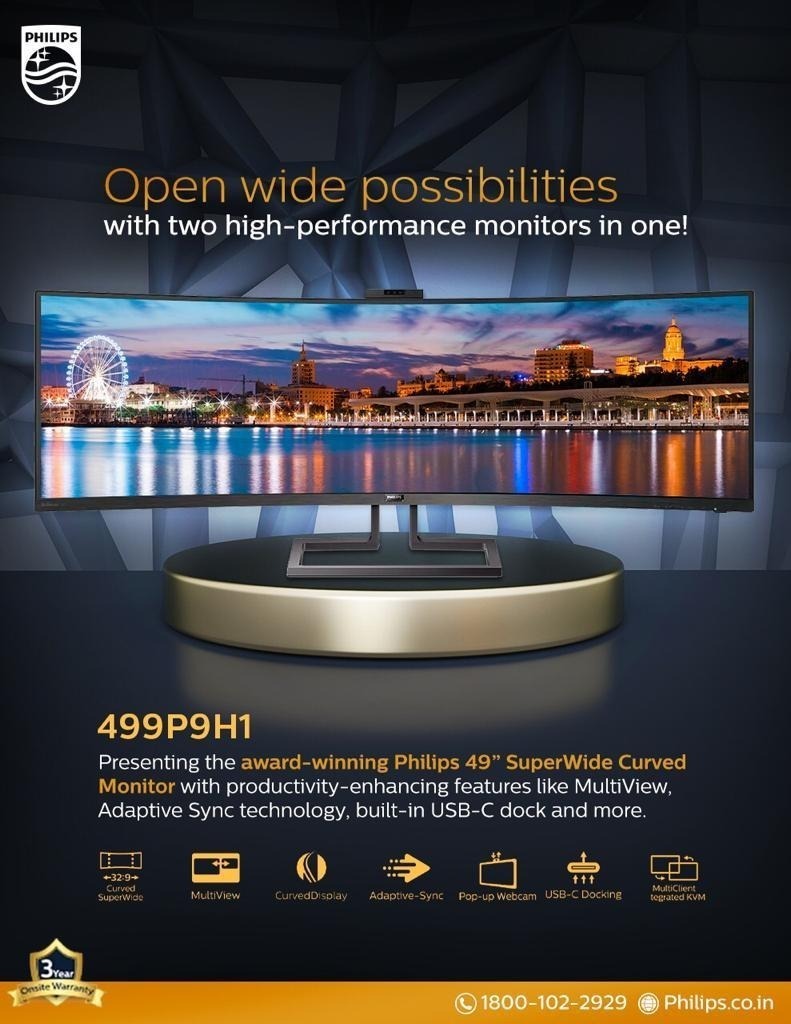 PHILIPS
Open wide possibilities
with two high-performance monitors in one!
PHILIPS
499P9H1
Presenting the award-winning Philips 49” SuperWide Curved
Monitor with productivity-enhancing features like MultiView,
Adaptive Sync technology, built-in USB-C dock and more.
32:9
Curved
SuperWide
MultiView
CurvedDisplay
Adaptive-Sync
Pop-up Webcam
USB-C Docking
MultiClient
tegrated KVM
3Year
Onsite Warranty
1800-102-2929
Philips.co.in